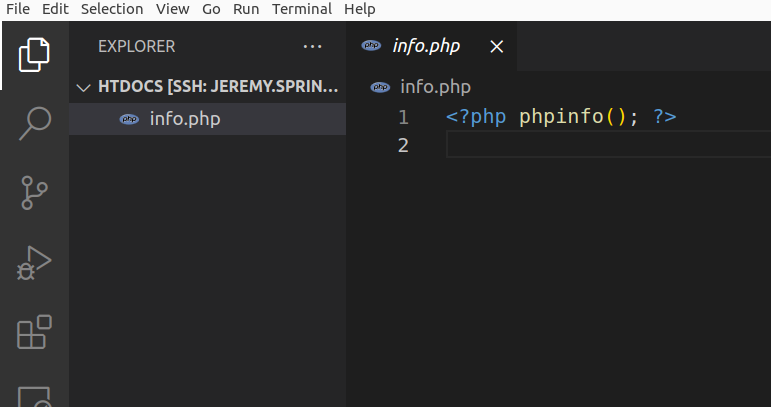 File Edit Selection View Go Run Terminal Help
EXPLORER ...
HTDOCS [SSH: JEREMY.SPRIN...
php info.php
php info.php
php info.php
1 <?php phpinfo(); ?>
2